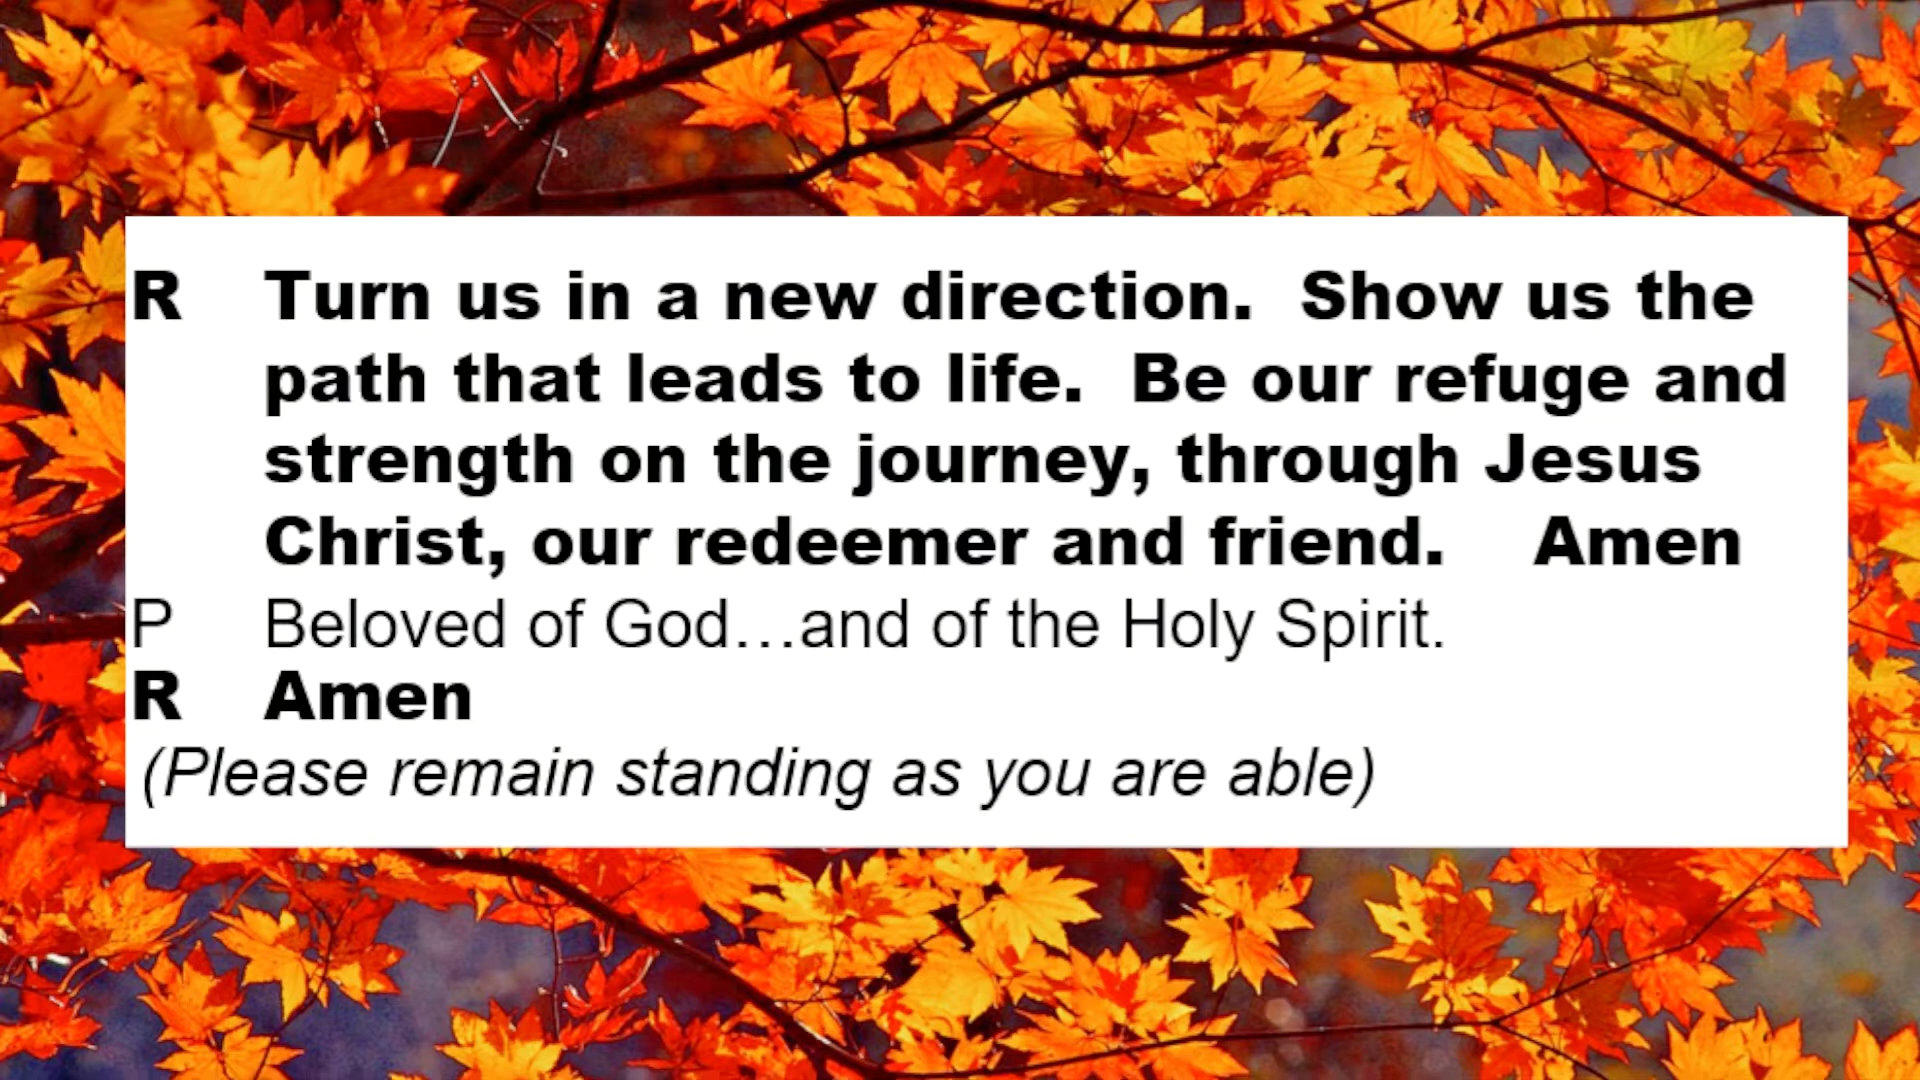 R Turn us in a new direction. Show us the
path that leads to life. Be our refuge and
strength on the journey, through Jesus
Christ, our redeemer and friend. Amen
P Beloved of God…and of the Holy Spirit.
R Amen
(Please remain standing as you are able)